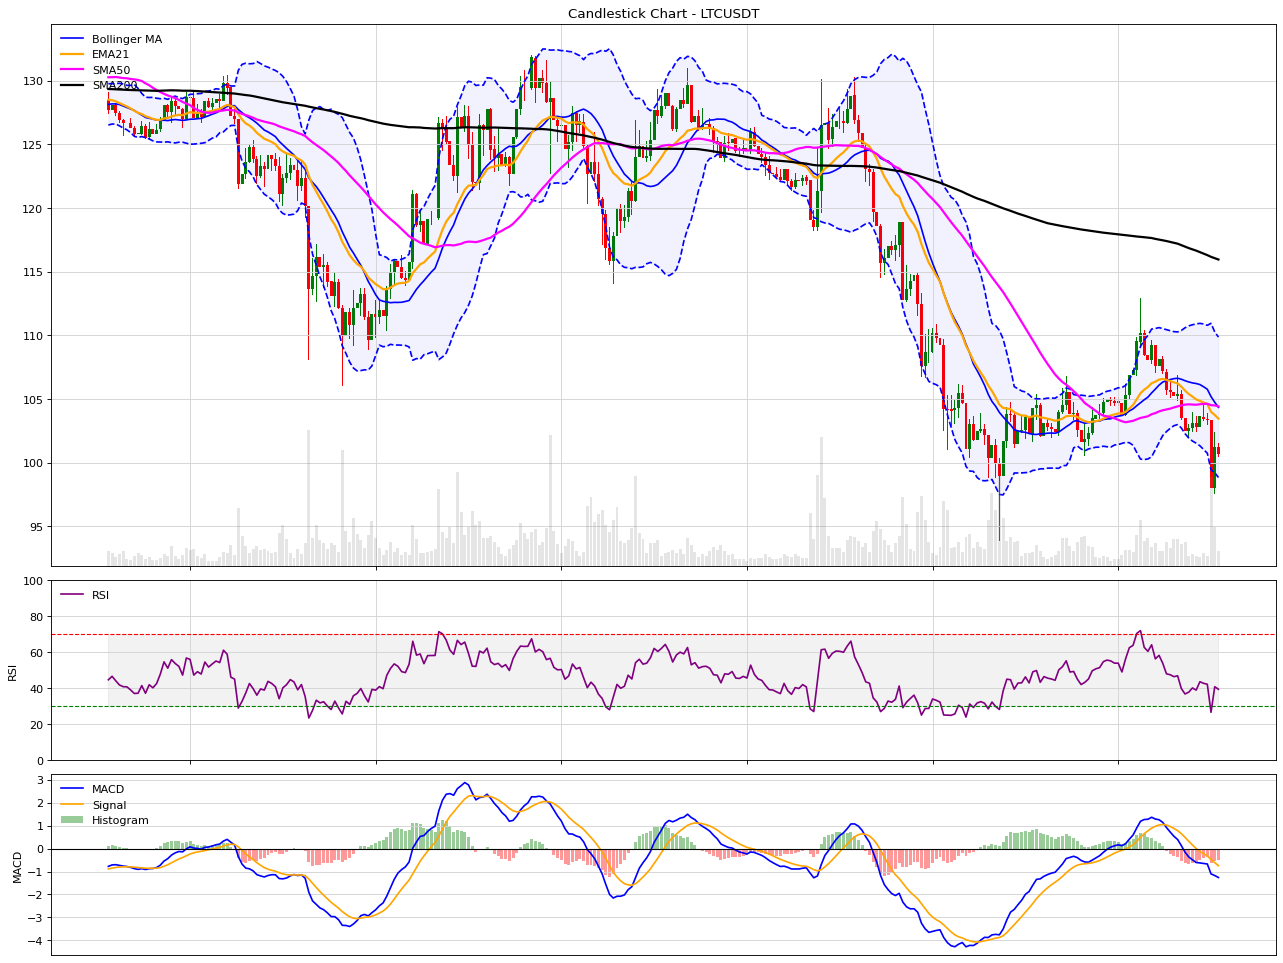 Candlestick Chart - LTCUSDT
Bollinger MA
EMA21
SMA50
SMA200
130
125
120
115
110
105
100
95
RSI
100
80
60
40
20
0
RSI
MACD
Signal
Histogram
3
2
1
0
−1
−2
−3
−4
MACD